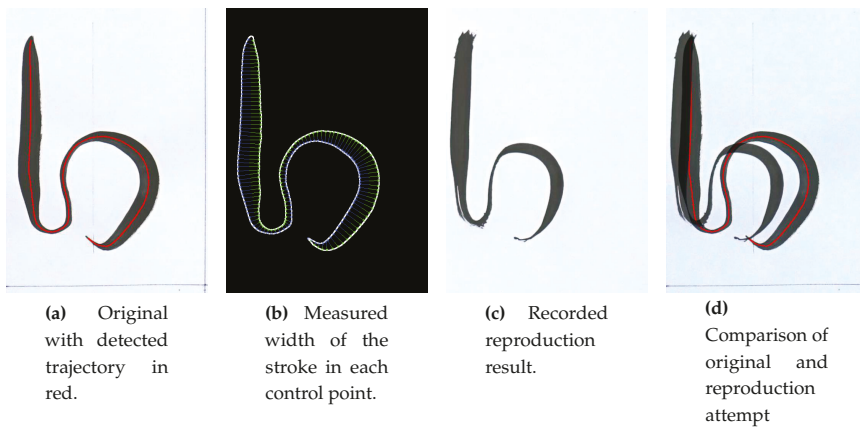 (a) Original
with detected
trajectory in
red.
(b) Measured
width of the
stroke in each
control point.
(c) Recorded
reproduction
result.
(d)
Comparison of
original and
reproduction
attempt